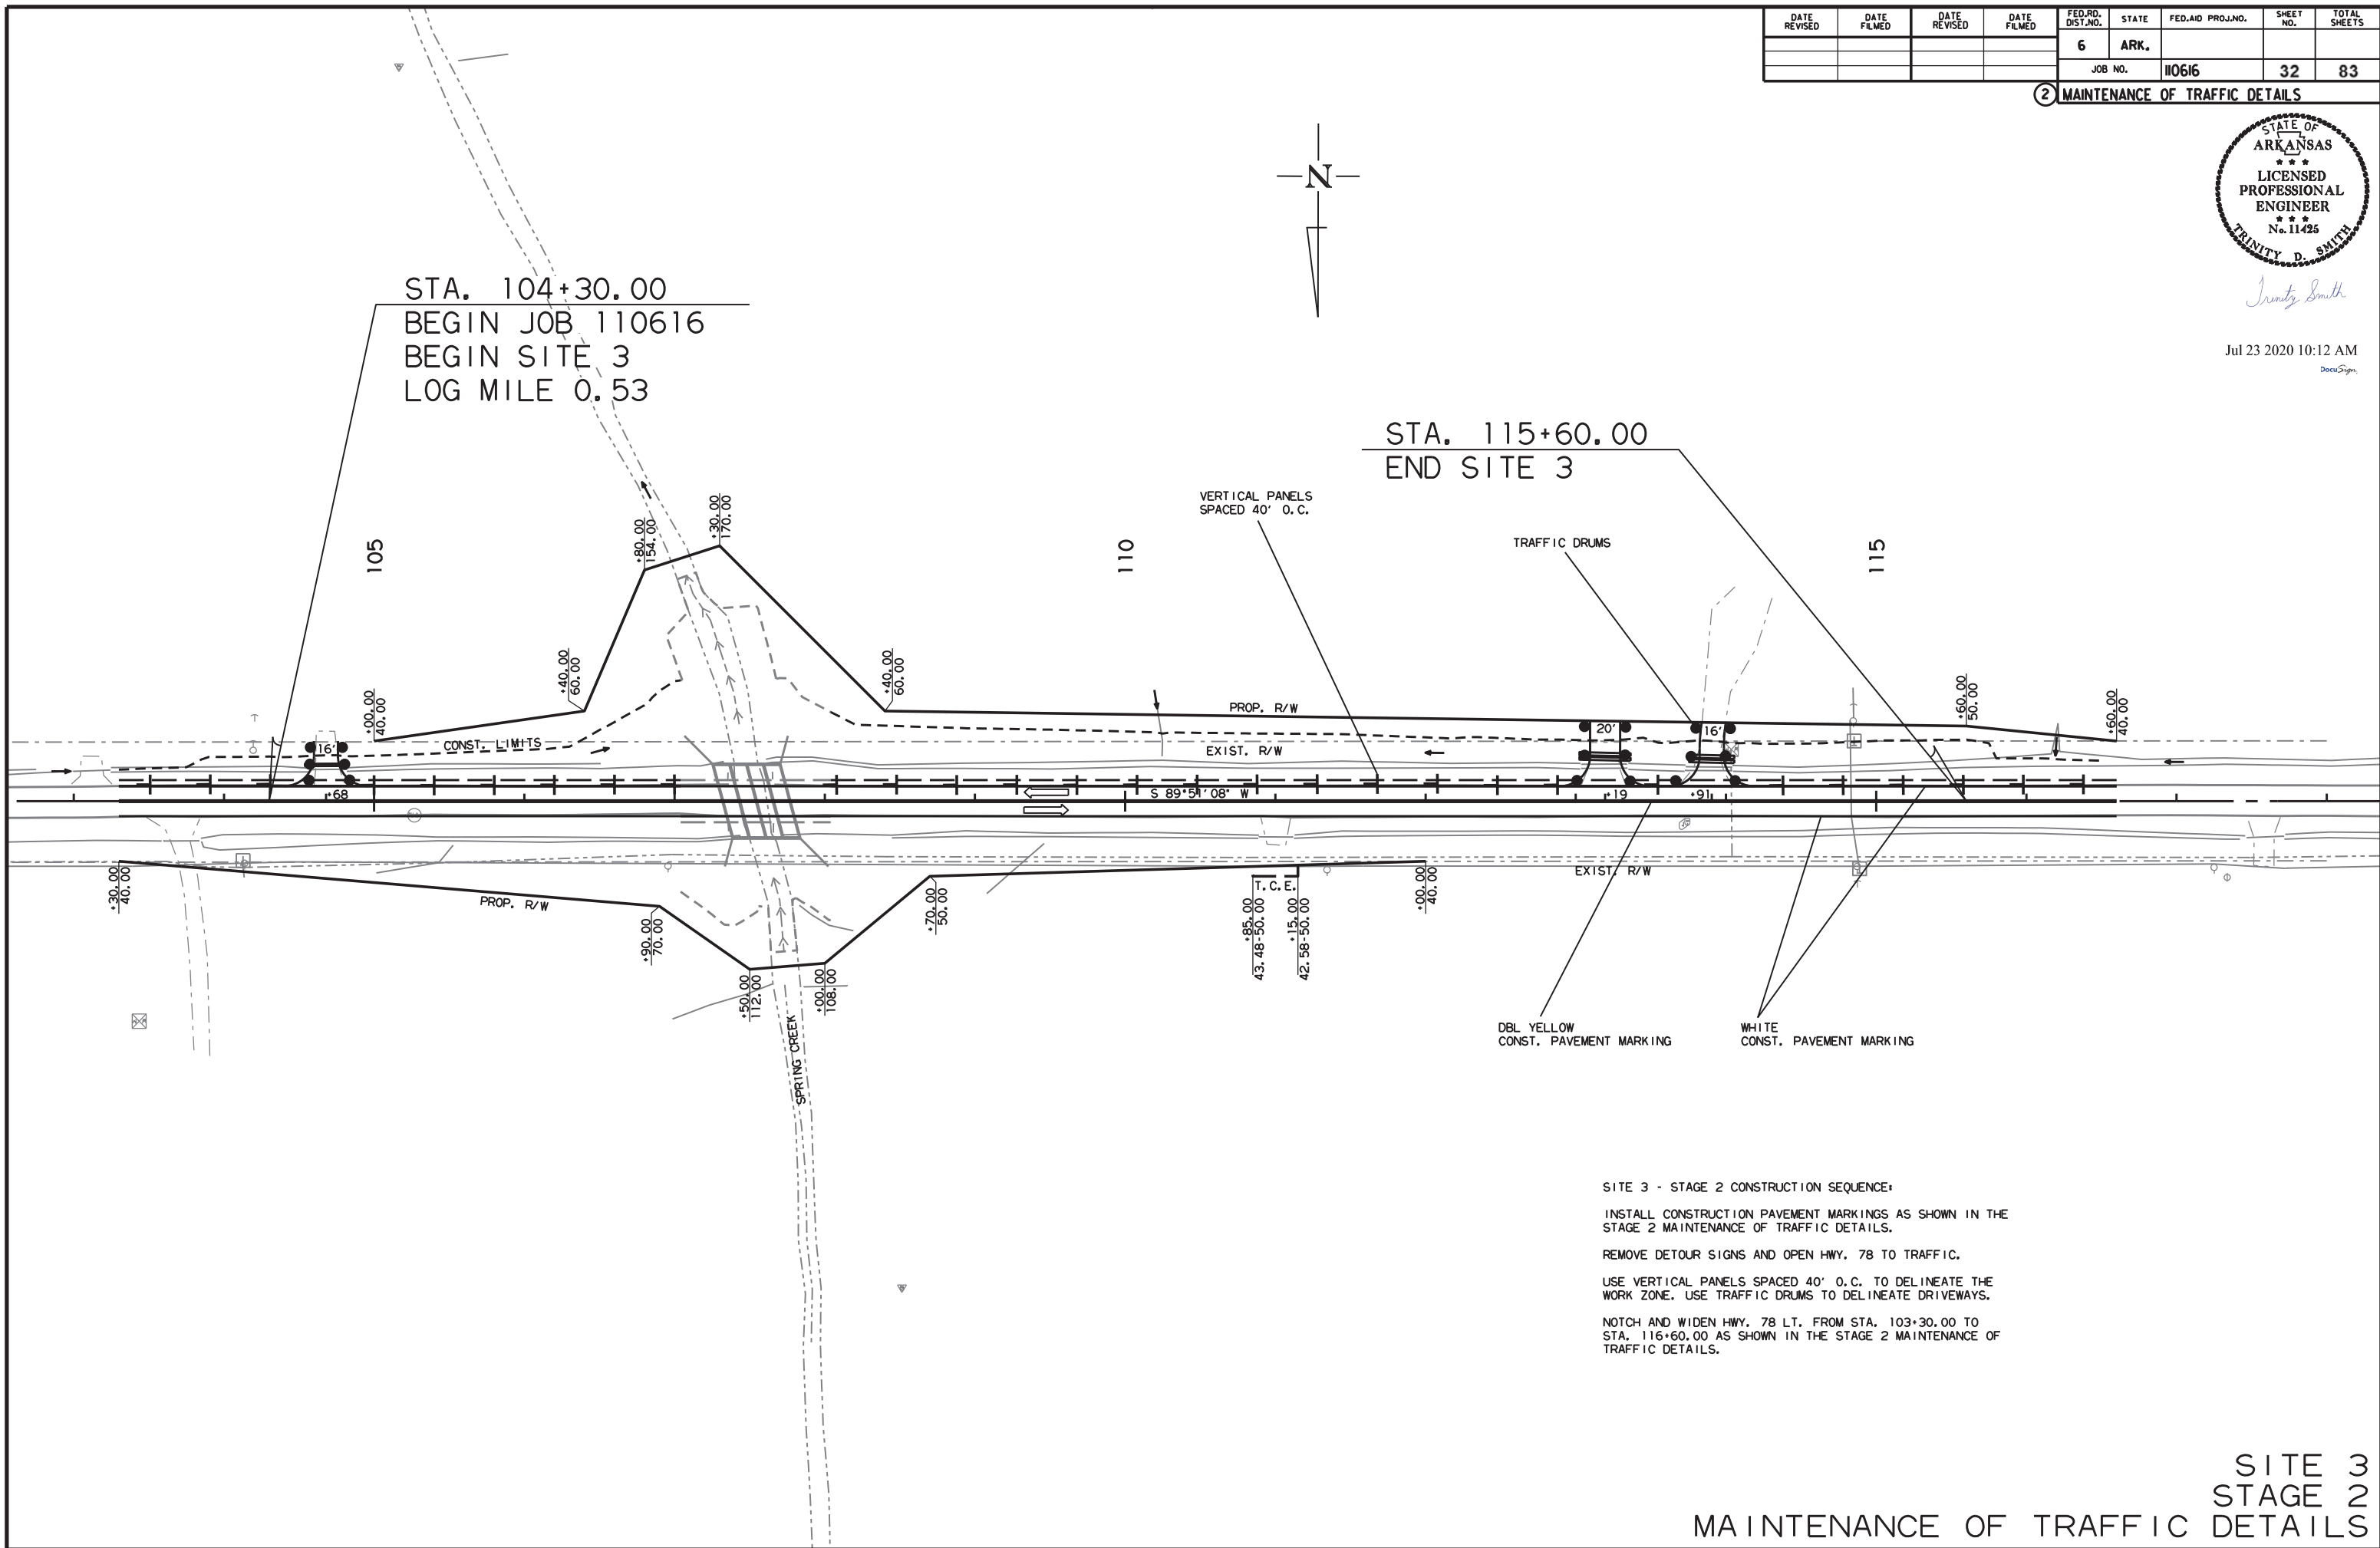 DATE REVISED
DATE FILMED
DATE REVISED
DATE FILMED
FED.RD. DIST.NO.
STATE
FED.AID PROJ.NO.
SHEET NO.
TOTAL SHEETS
6
ARK.
JOB NO.
110616
32
83
2
MAINTENANCE OF TRAFFIC DETAILS
STATE OF
ARKANSAS
LICENSED
PROFESSIONAL
ENGINEER
No. 11425
TRINITY D. SMITH
Trinity Smith
Jul 23 2020 10:12 AM
DocuSign
N
STA. 104+30.00
BEGIN JOB 110616
BEGIN SITE 3
LOG MILE 0.53
STA. 115+60.00
END SITE 3
VERTICAL PANELS
SPACED 40' O.C.
TRAFFIC DRUMS
105
110
115
+80.00
154.00
+30.00
170.00
+40.00
60.00
+00.00
40.00
+40.00
60.00
+60.00
50.00
+60.00
40.00
PROP. R/W
CONST. LIMITS
EXIST. R/W
16'
20'
16'
+68
S 89°51'08" W
+19
+91
EXIST. R/W
T.C.E.
PROP. R/W
+30.00
40.00
+90.00
70.00
+50.00
112.00
+00.00
108.00
+70.00
50.00
+85.00
43.48-50.00
+15.00
42.58-50.00
+00.00
40.00
SPRING CREEK
DBL YELLOW
CONST. PAVEMENT MARKING
WHITE
CONST. PAVEMENT MARKING
SITE 3 - STAGE 2 CONSTRUCTION SEQUENCE:
INSTALL CONSTRUCTION PAVEMENT MARKINGS AS SHOWN IN THE
STAGE 2 MAINTENANCE OF TRAFFIC DETAILS.
REMOVE DETOUR SIGNS AND OPEN HWY. 78 TO TRAFFIC.
USE VERTICAL PANELS SPACED 40' O.C. TO DELINEATE THE
WORK ZONE. USE TRAFFIC DRUMS TO DELINEATE DRIVEWAYS.
NOTCH AND WIDEN HWY. 78 LT. FROM STA. 103+30.00 TO
STA. 116+60.00 AS SHOWN IN THE STAGE 2 MAINTENANCE OF
TRAFFIC DETAILS.
SITE 3
STAGE 2
MAINTENANCE OF TRAFFIC DETAILS